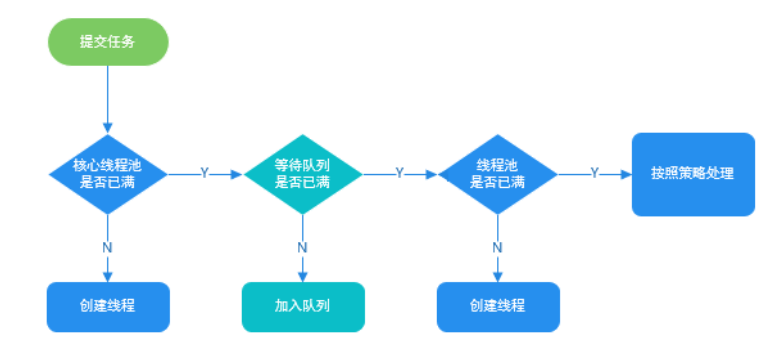 提交任务
核心线程池
是否已满
Y
等待队列
是否已满
Y
线程池
是否已满
Y
按照策略处理
N
N
N
创建线程
加入队列
创建线程